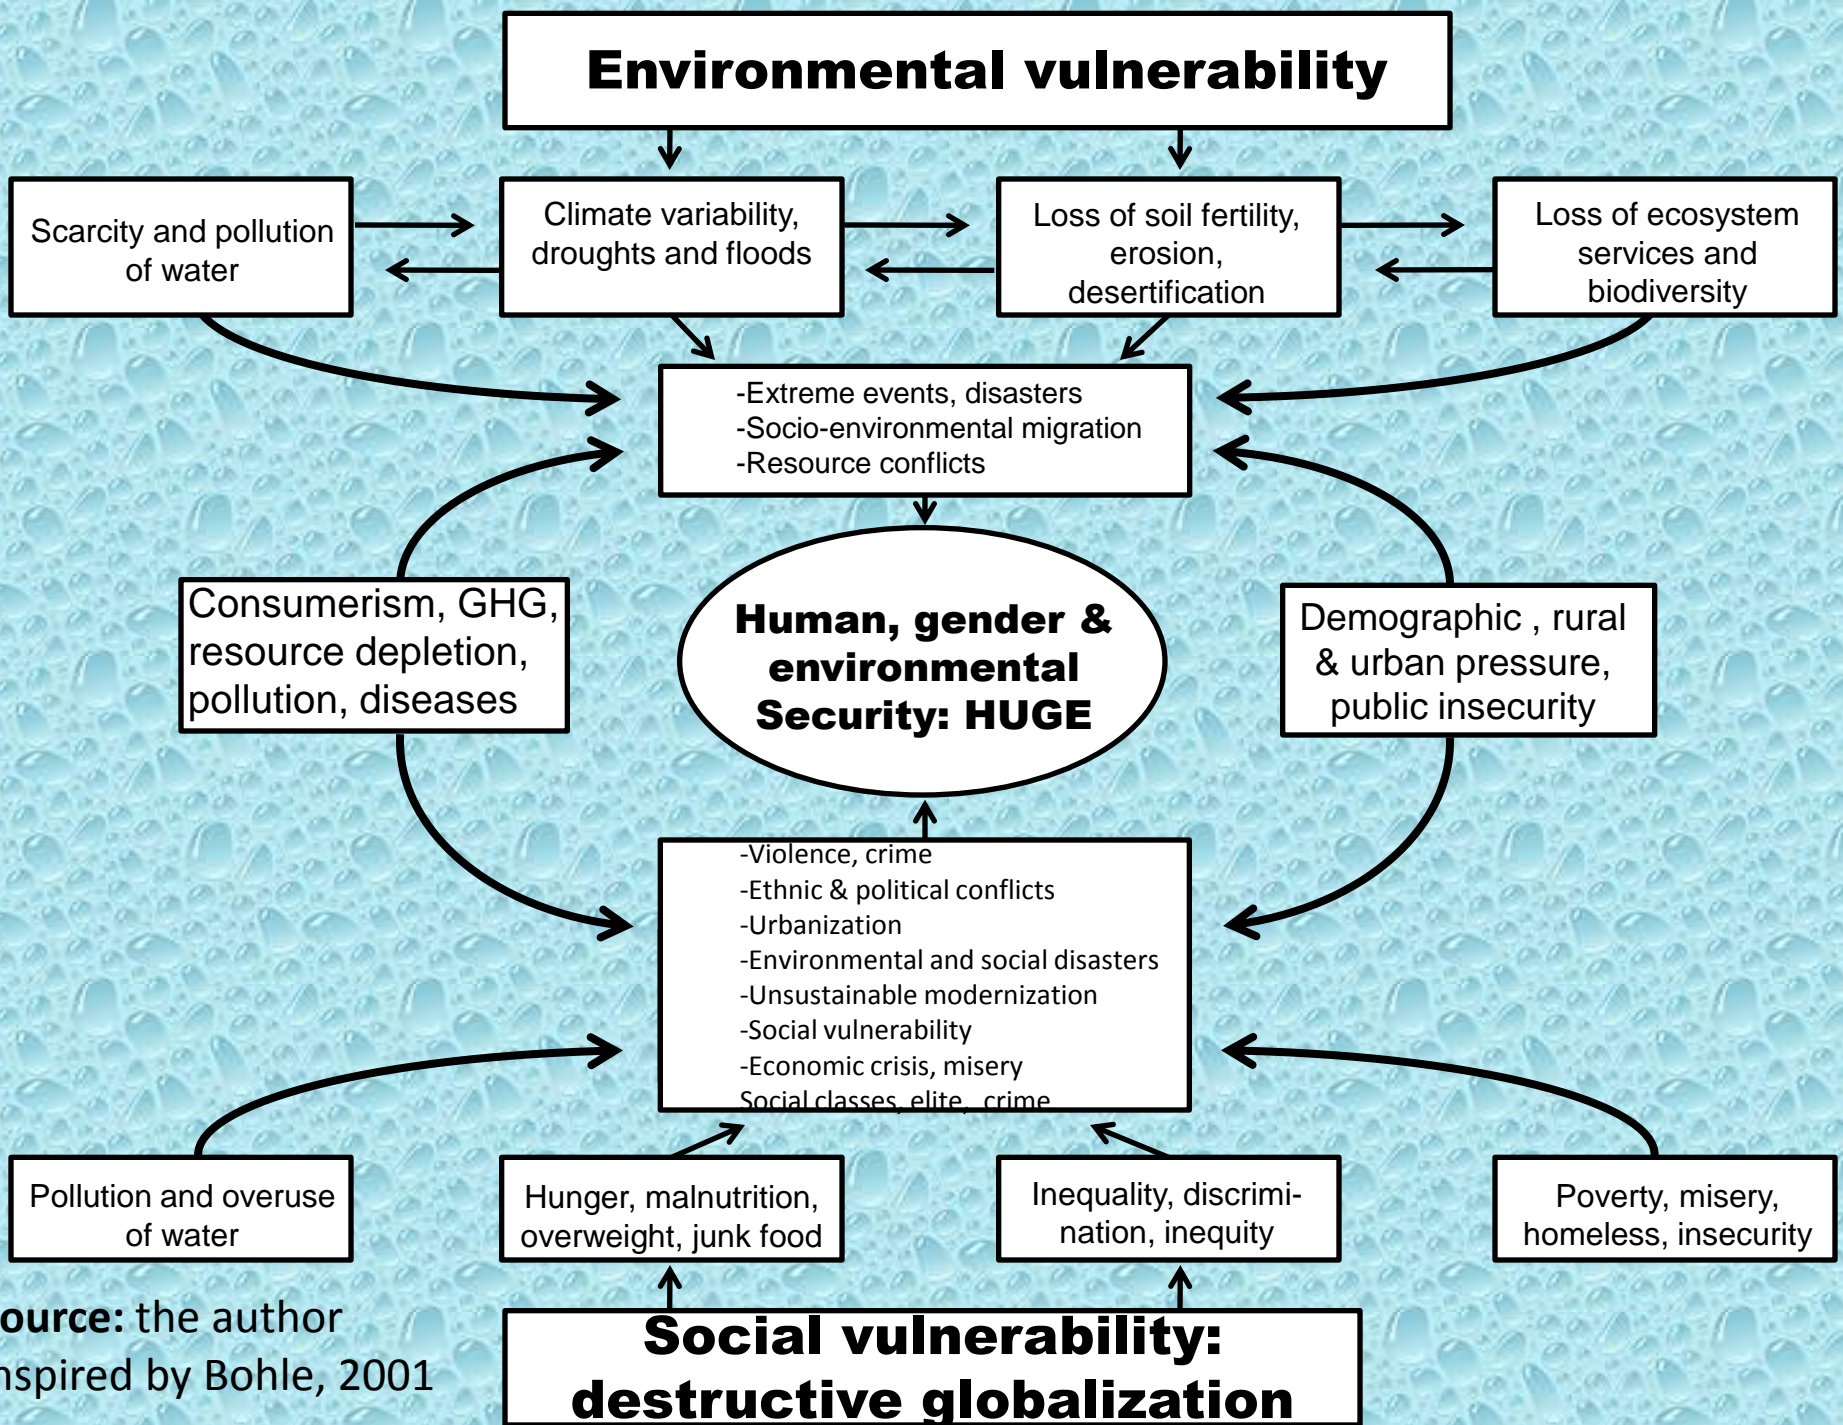 Environmental vulnerability
Scarcity and pollution
of water
Climate variability,
droughts and floods
Loss of soil fertility,
erosion,
desertification
Loss of ecosystem
services and
biodiversity
-Extreme events, disasters
-Socio-environmental migration
-Resource conflicts
Consumerism, GHG,
resource depletion,
pollution, diseases
Human, gender &
environmental
Security: HUGE
Demographic , rural
& urban pressure,
public insecurity
-Violence, crime
-Ethnic & political conflicts
-Urbanization
-Environmental and social disasters
-Unsustainable modernization
-Social vulnerability
-Economic crisis, misery
Social classes, elite, crime
Pollution and overuse
of water
Hunger, malnutrition,
overweight, junk food
Inequality, discrimi-
nation, inequity
Poverty, misery,
homeless, insecurity
ource: the author
nspired by Bohle, 2001
Social vulnerability:
destructive globalization